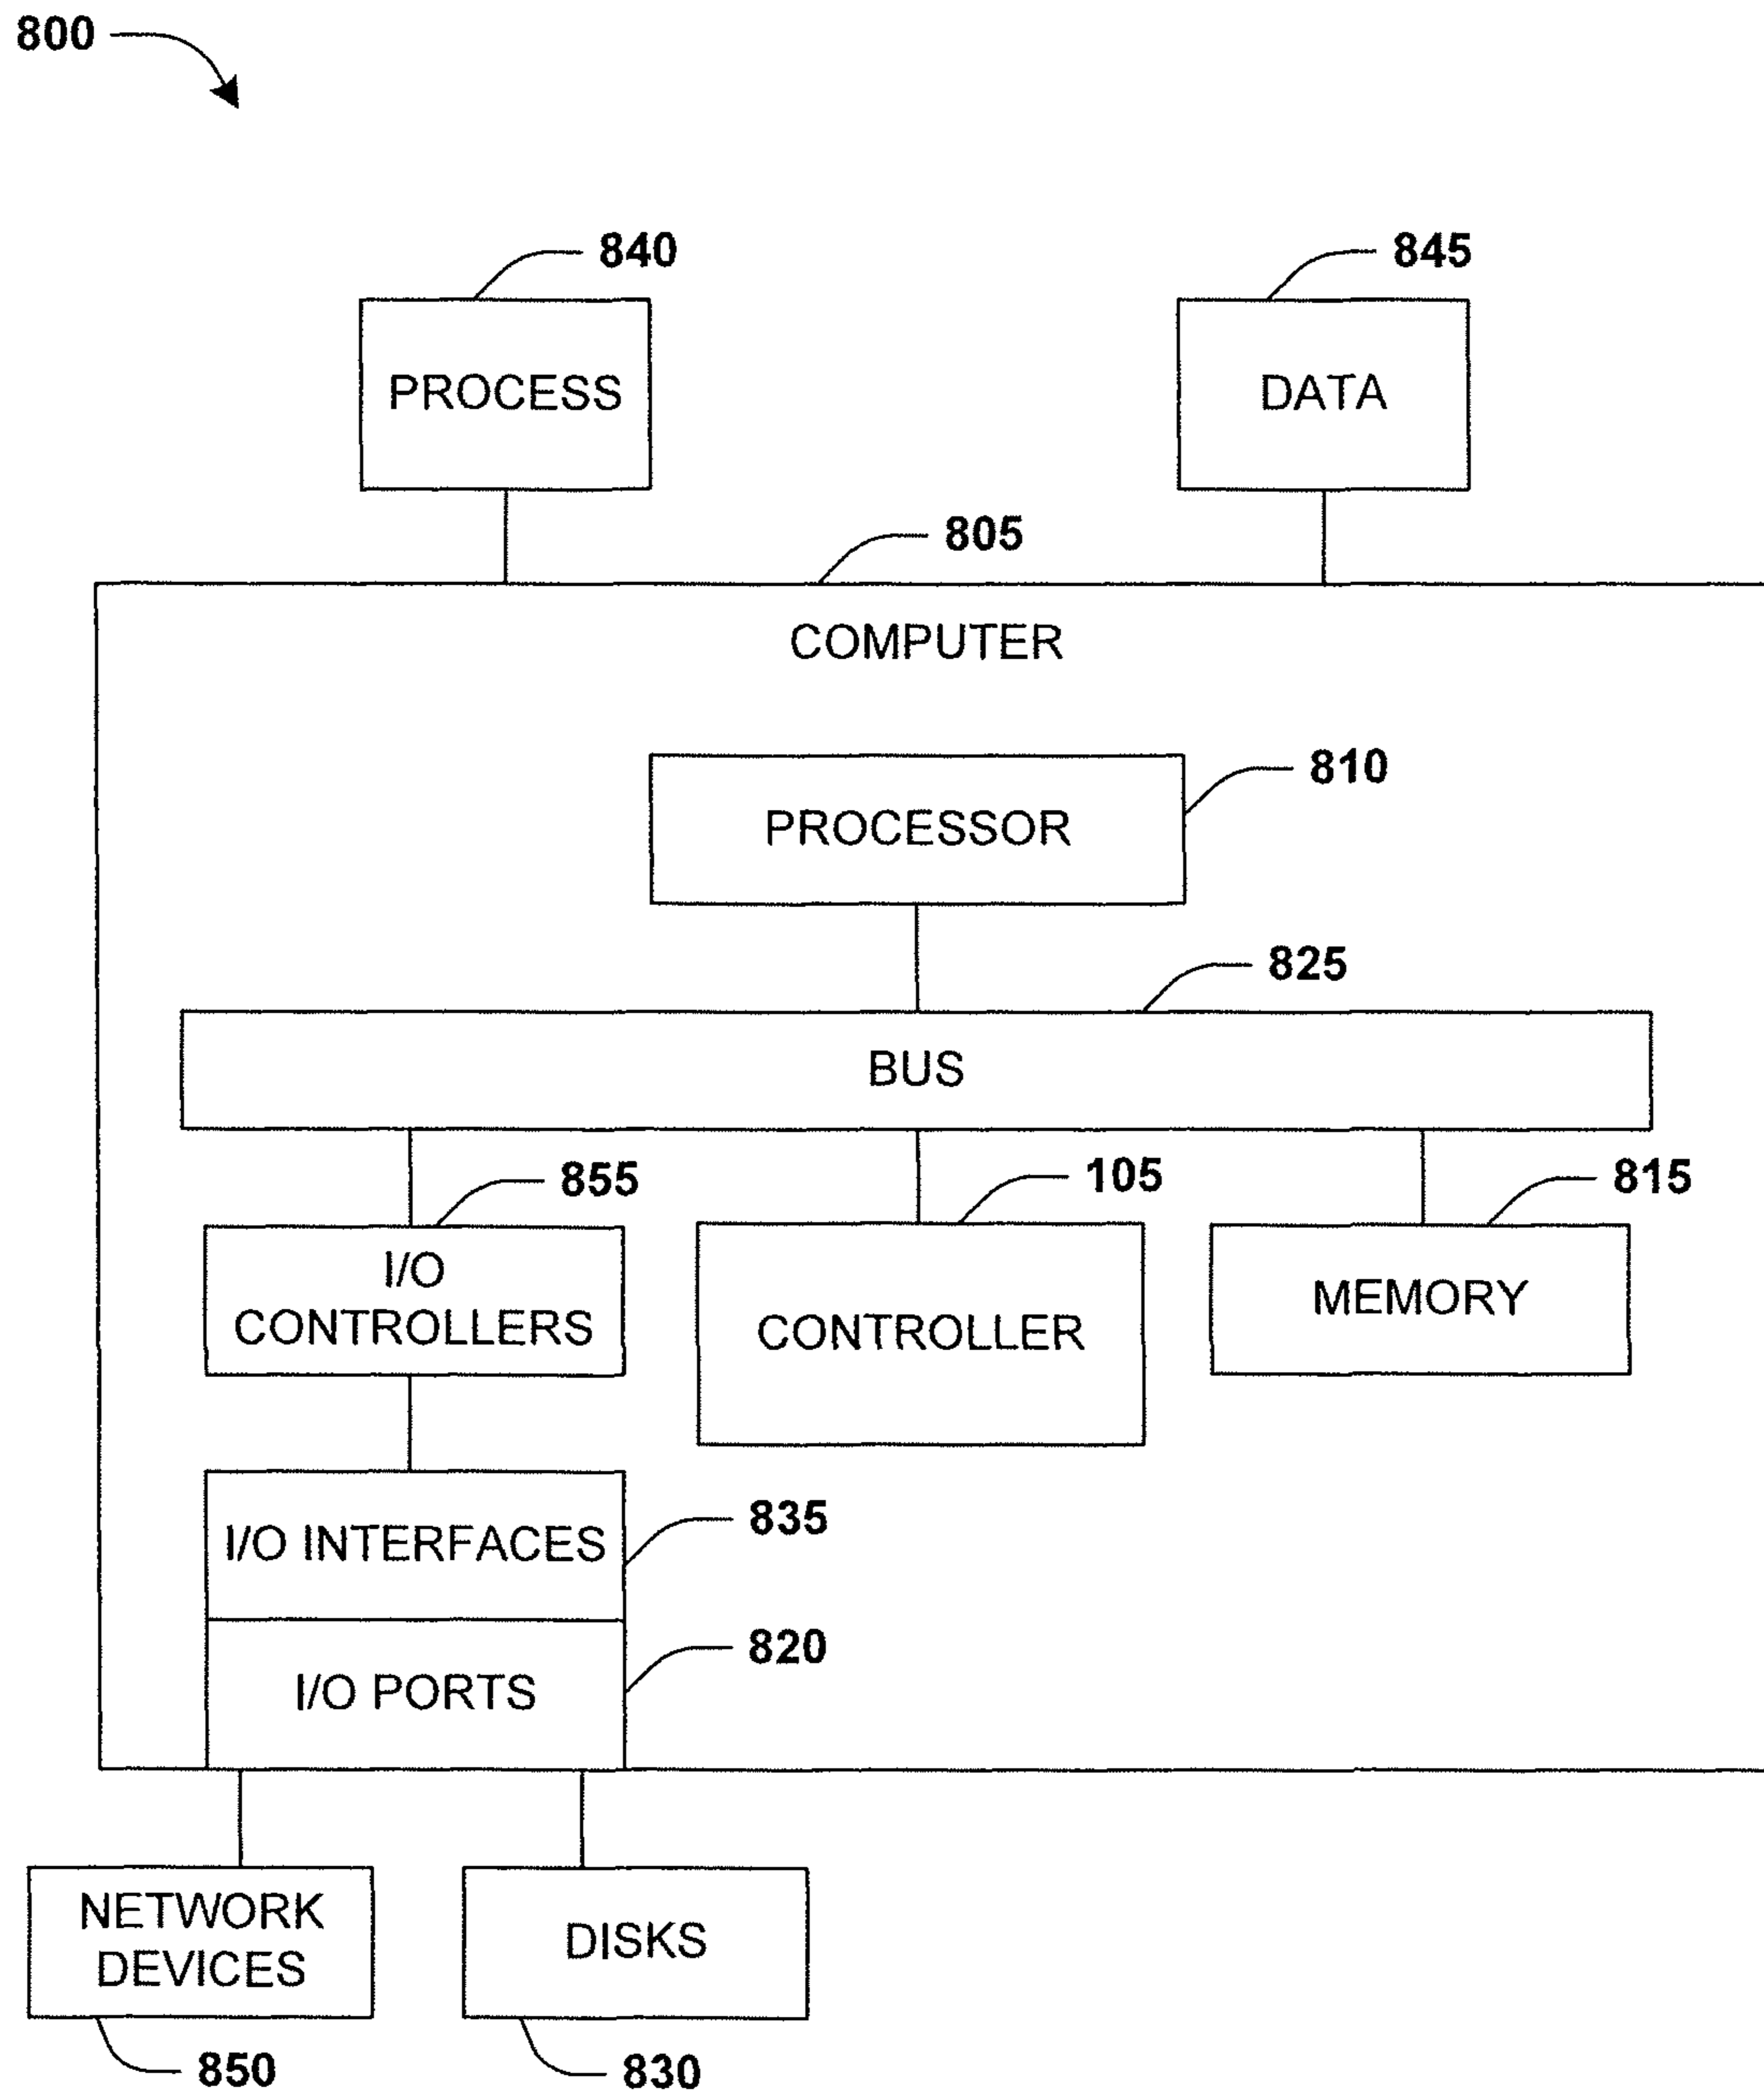 800
840
845
PROCESS
DATA
805
COMPUTER
810
PROCESSOR
825
BUS
855
105
815
I/O
CONTROLLERS
CONTROLLER
MEMORY
835
I/O INTERFACES
820
I/O PORTS
NETWORK
DEVICES
DISKS
850
830